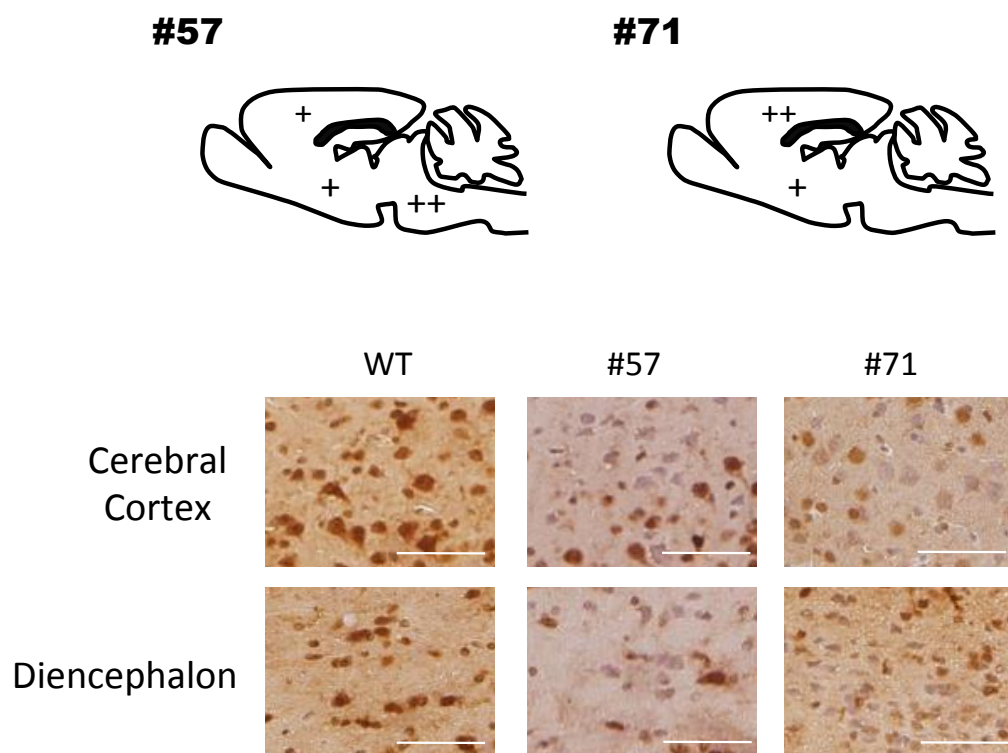 #57 #71
+ ++
+ +
++
WT #57 #71
Cerebral
Cortex
Diencephalon